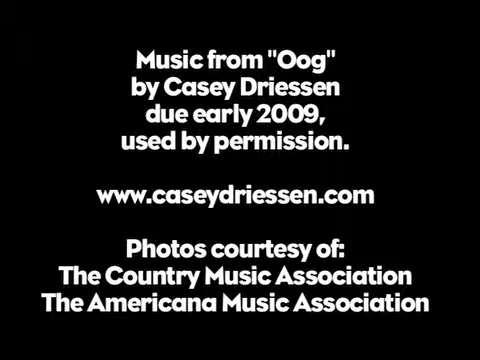 Music from "Oog"
by Casey Driessen
due early 2009,
used by permission.
www.caseydriessen.com
Photos courtesy of:
The Country Music Association
The Americana Music Association